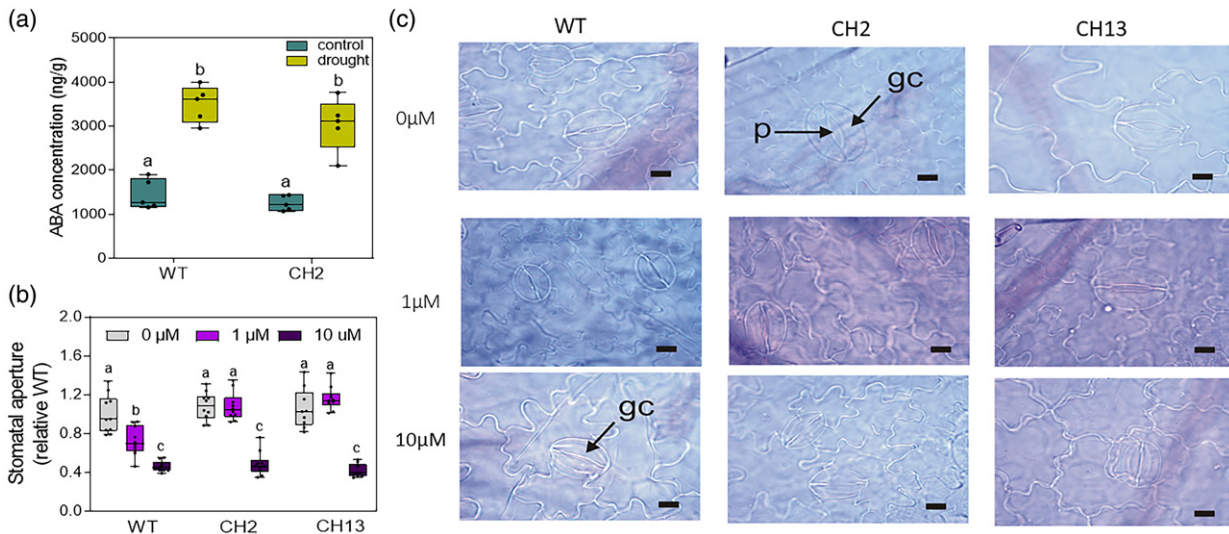 (a)
ABA concentration (ng/g)
5000
4000
3000
2000
1000
0
control
drought
a
b
a
b
WT
CH2
(b)
Stomatal aperture
(relative WT)
2.0
1.6
1.2
0.8
0.4
0.0
0 µM
1 µM
10 uM
a
b
c
a
a
c
a
a
c
WT
CH2
CH13
(c)
WT
CH2
CH13
0µM
p
gc
1µM
10µM
gc